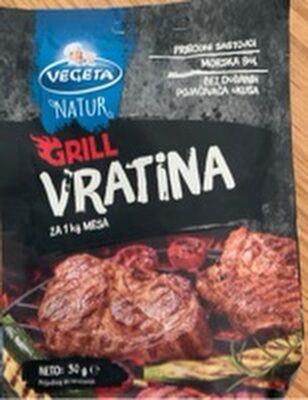 VEGETA
NATUR
PRIRODNI SASTOJCI
MORSKA SOL
BEZ DODANIH
POJAČIVAČA OKUSA
GRILL
VRATINA
ZA 1 kg MESA
NETO: 30 g e